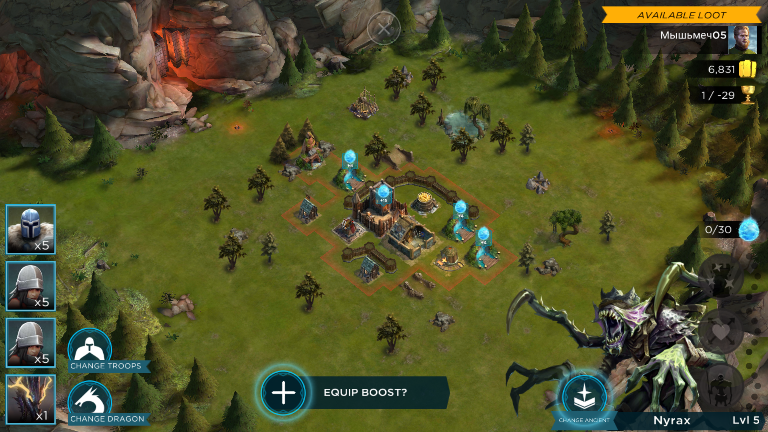 AVAILABLE LOOT
Мышьмеч05
6,831
1 / -29
0/30
x5
x5
x5
x1
CHANGE TROOPS
CHANGE DRAGON
EQUIP BOOST?
CHANGE ANCIENT
Nyrax Lvl 5